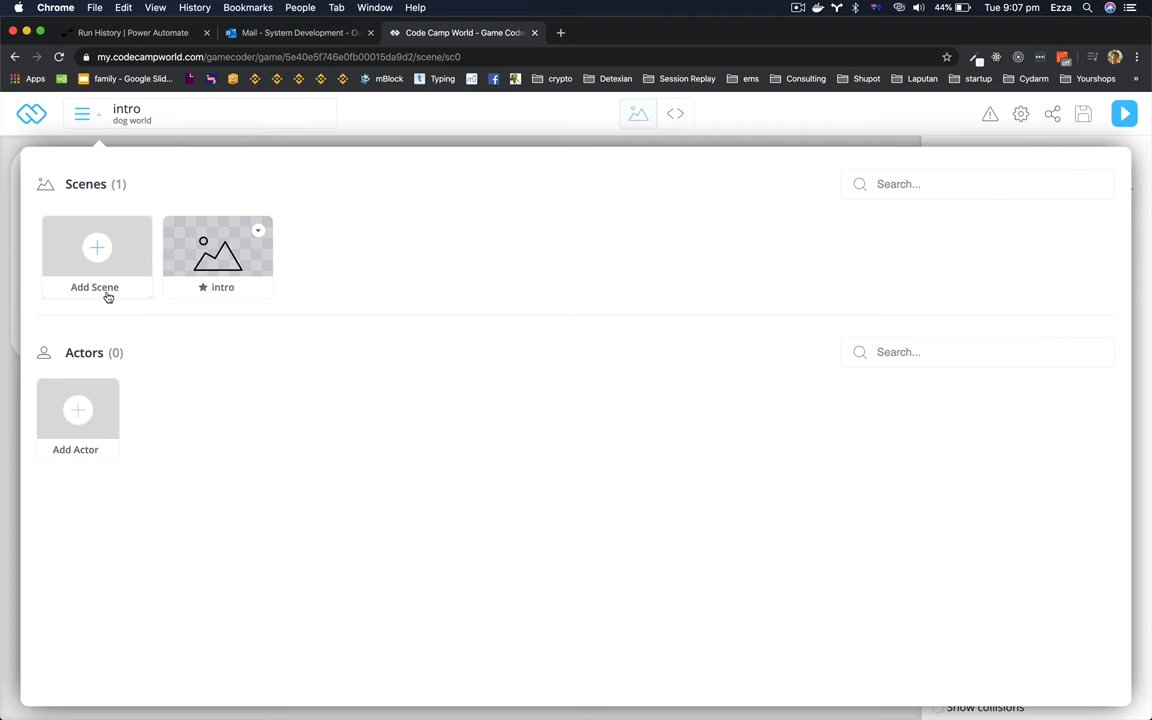 Chrome File Edit View History Bookmarks People Tab Window Help 44% Tue 9:07 pm Ezza
Run History | Power Automate
Mail - System Development - Ou
Code Camp World - Game Code
my.codecampworld.com/gamecoder/game/5e40e5f746e0fb00015da9d2/scene/sc0
off
Apps family - Google Slid... mBlock Typing crypto Detexian Session Replay ems Consulting Shupot Laputan startup Cydarm Yourshops »
intro
dog world
Scenes (1)
Search...
Add Scene
intro
Actors (0)
Search...
Add Actor
Show collisions